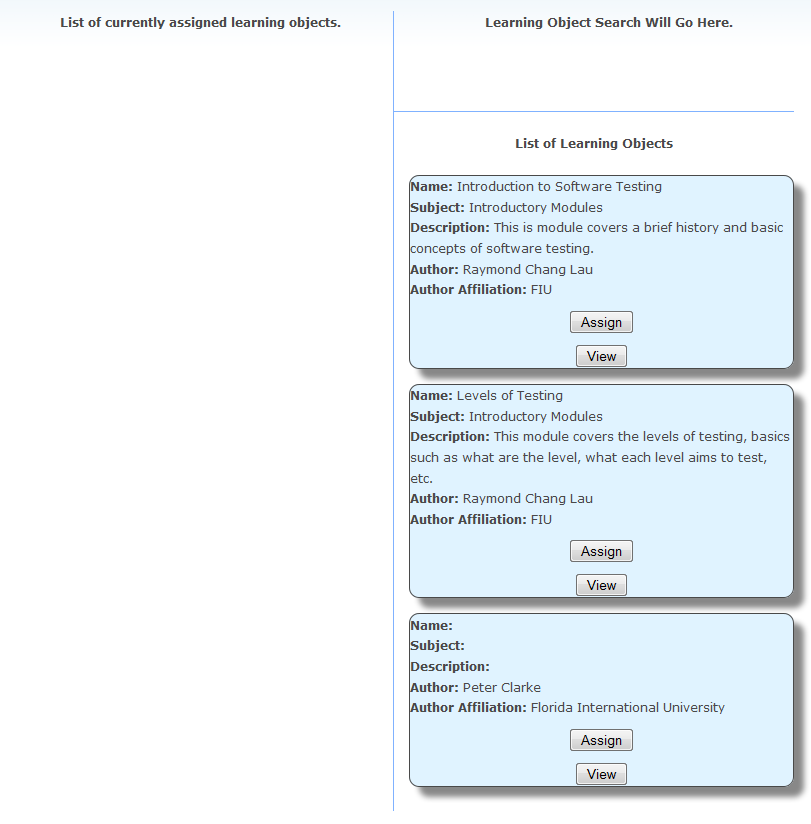 List of currently assigned learning objects.
Learning Object Search Will Go Here.
List of Learning Objects
Name: Introduction to Software Testing
Subject: Introductory Modules
Description: This is module covers a brief history and basic
concepts of software testing.
Author: Raymond Chang Lau
Author Affiliation: FIU
Assign
View
Name: Levels of Testing
Subject: Introductory Modules
Description: This module covers the levels of testing, basics
such as what are the level, what each level aims to test,
etc.
Author: Raymond Chang Lau
Author Affiliation: FIU
Assign
View
Name:
Subject:
Description:
Author: Peter Clarke
Author Affiliation: Florida International University
Assign
View